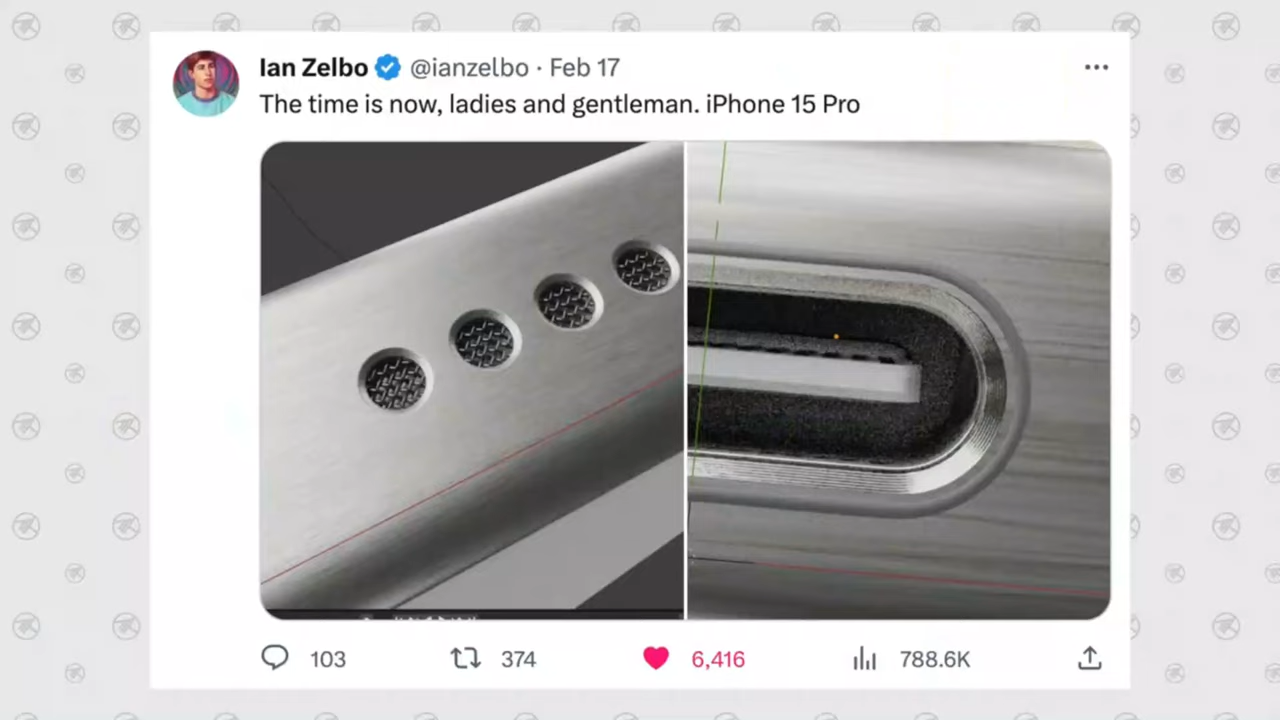 Ian Zelbo @ianzelbo · Feb 17
The time is now, ladies and gentleman. iPhone 15 Pro
103 374 6,416 788.6K